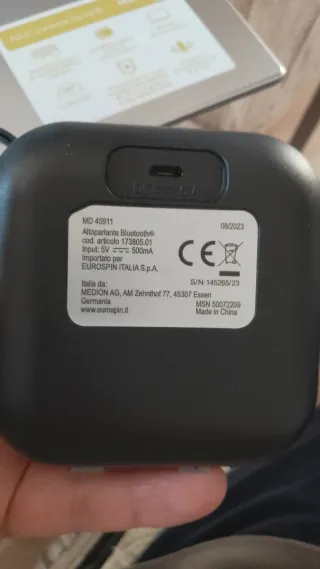 DC ⎓ 5V
MD 45911
08/2023
Altoparlante Bluetooth®
cod. articolo 173805.01
Input: 5V ⎓ 500mA
Importato per
EUROSPIN ITALIA S.p.A.
CE
S/N:145265/23
Italia da:
MEDION AG, AM Zehnthof 77, 45307 Essen
Germania
MSN 50072209
www.eurospin.it
Made in China